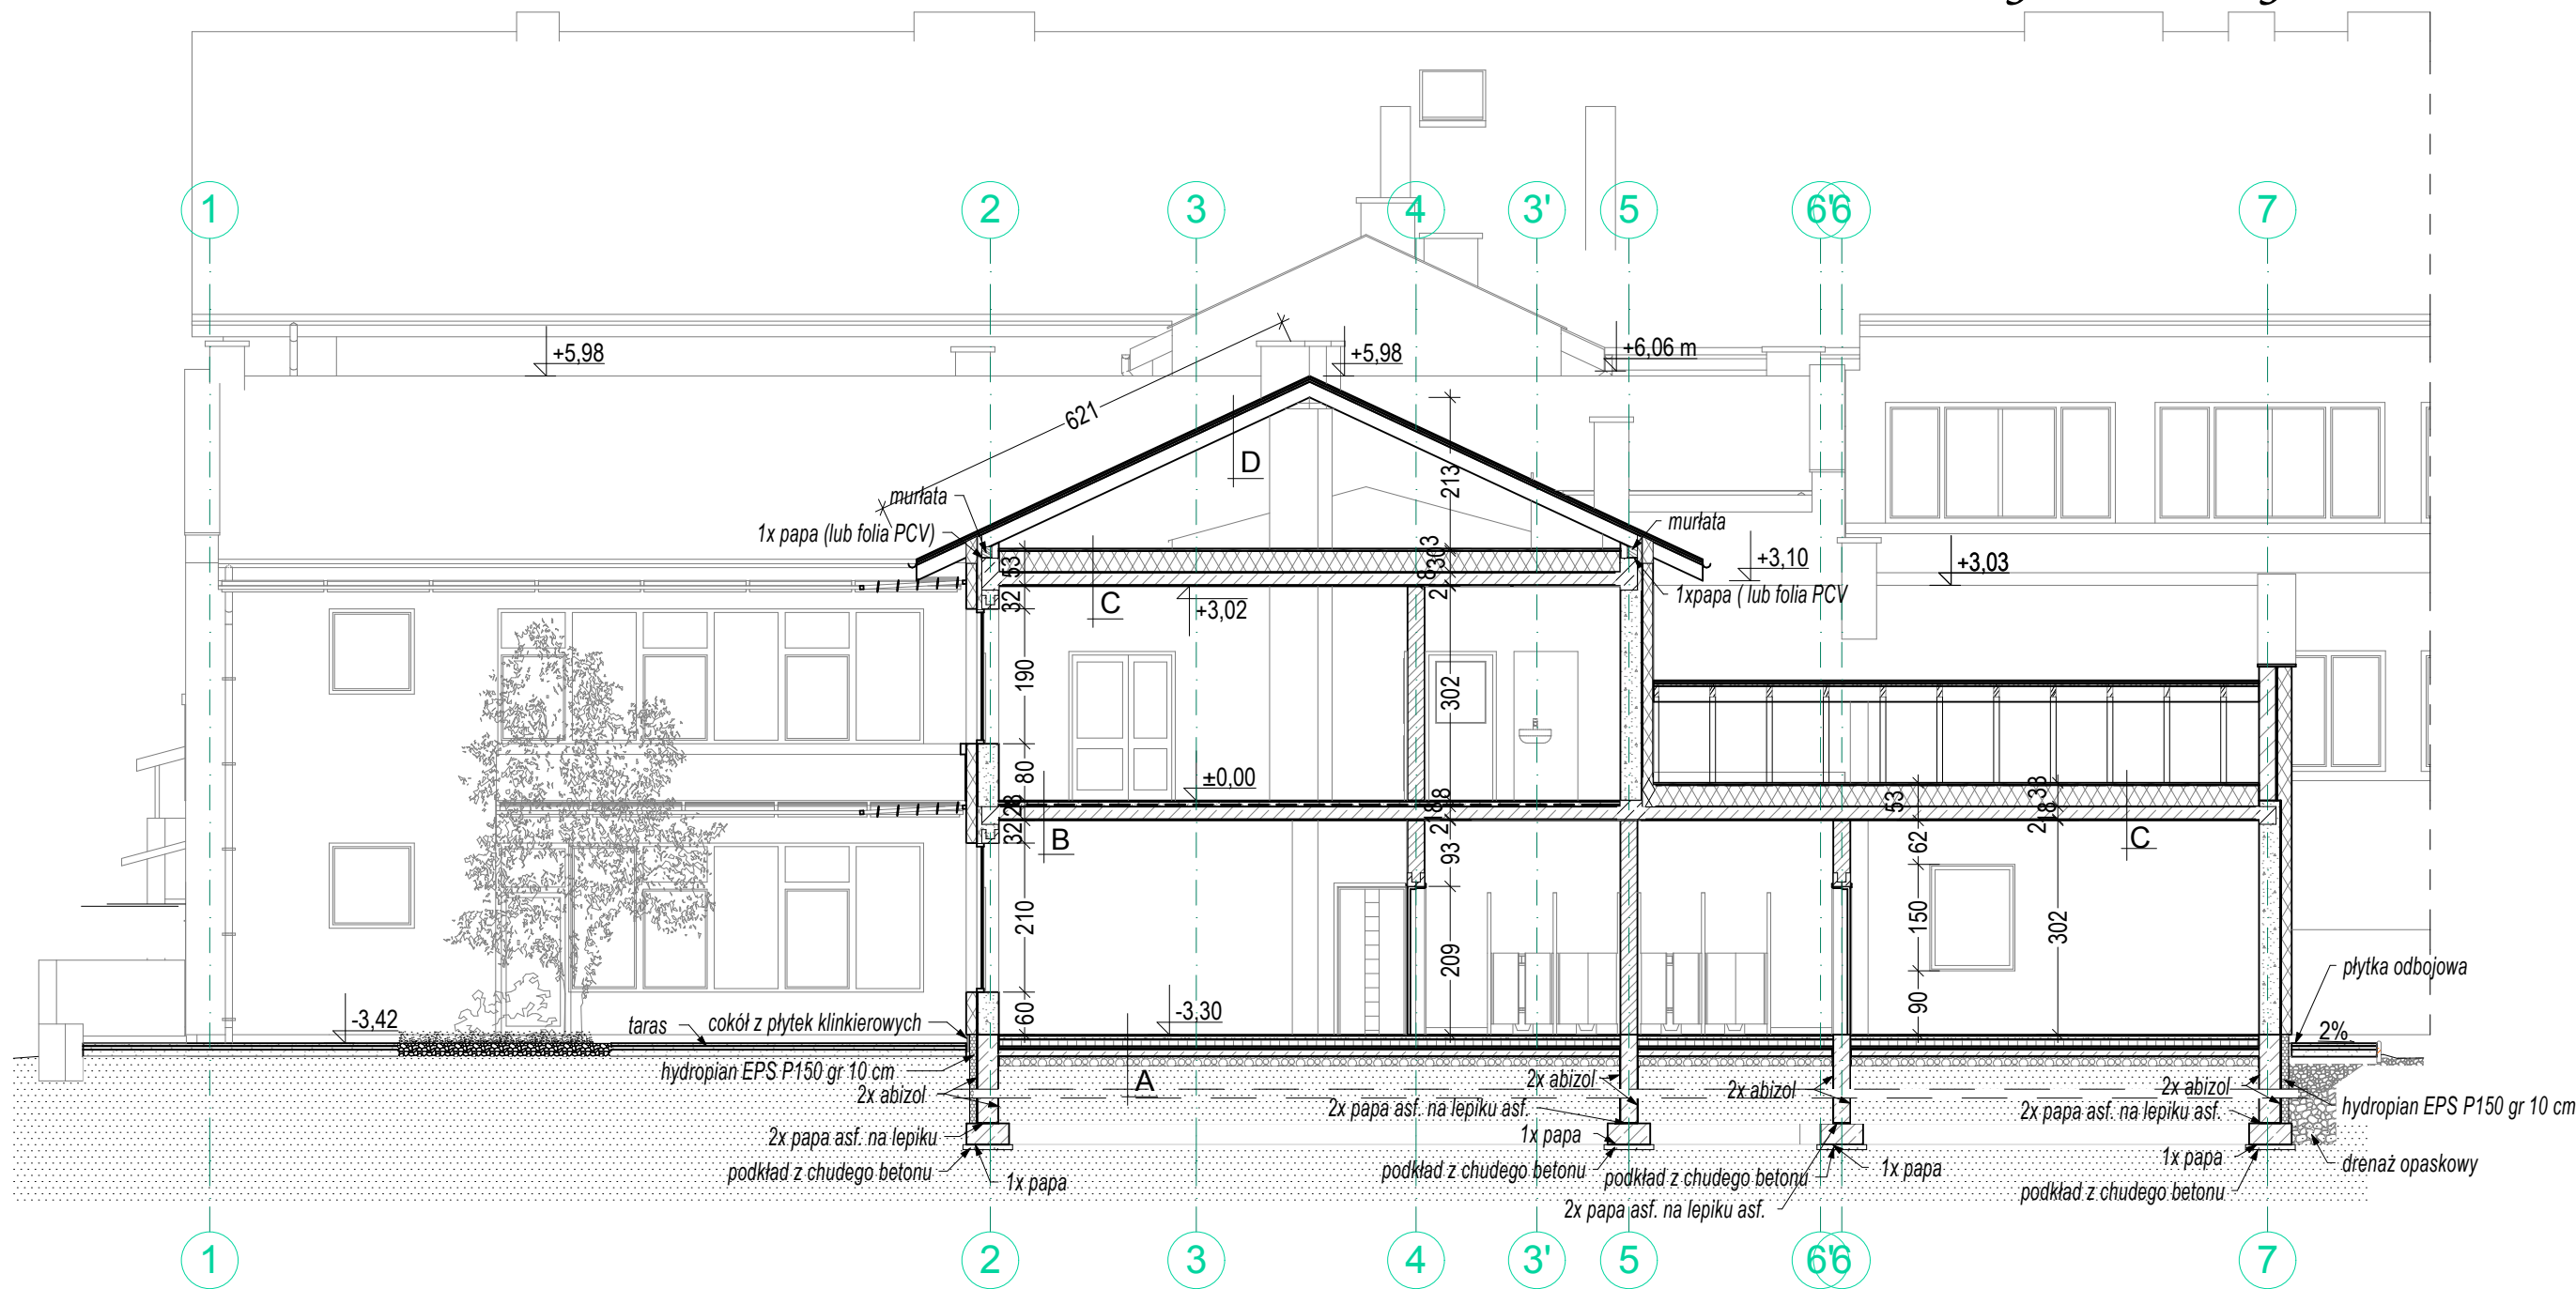 1 2 3 4 3' 5 6' 6 7
+5,98
+5,98
+6,06 m
621
D
213
murłata
1x papa (lub folia PCV)
murłata
3
30
53
+3,10
+3,03
1xpapa ( lub folia PCV
C
+3,02
32
190
302
80
±0,00
28
32
B
8
93
53
62
C
210
150
302
209
90
60
-3,42
-3,30
taras
cokół z płytek klinkierowych
płytka odbojowa
2%
hydropian EPS P150 gr 10 cm
2x abizol
A
2x abizol
2x abizol
2x abizol
2x papa asf. na lepiku asf.
2x papa asf. na lepiku asf.
hydropian EPS P150 gr 10 cm
2x papa asf. na lepiku
1x papa
1x papa
podkład z chudego betonu
1x papa
podkład z chudego betonu
podkład z chudego betonu
1x papa
podkład z chudego betonu
drenaż opaskowy
2x papa asf. na lepiku asf.
1 2 3 4 3' 5 6' 6 7